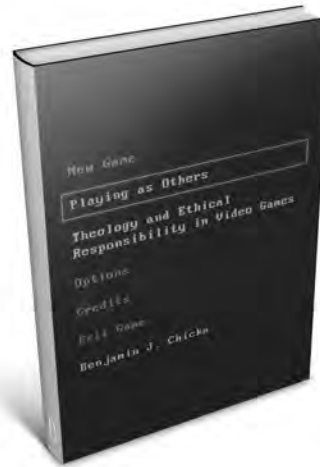 New Game
Playing as Others
Theology and Ethical
Responsibility in Video Games
Options
Credits
Exit Game
Benjamin J. Chicka